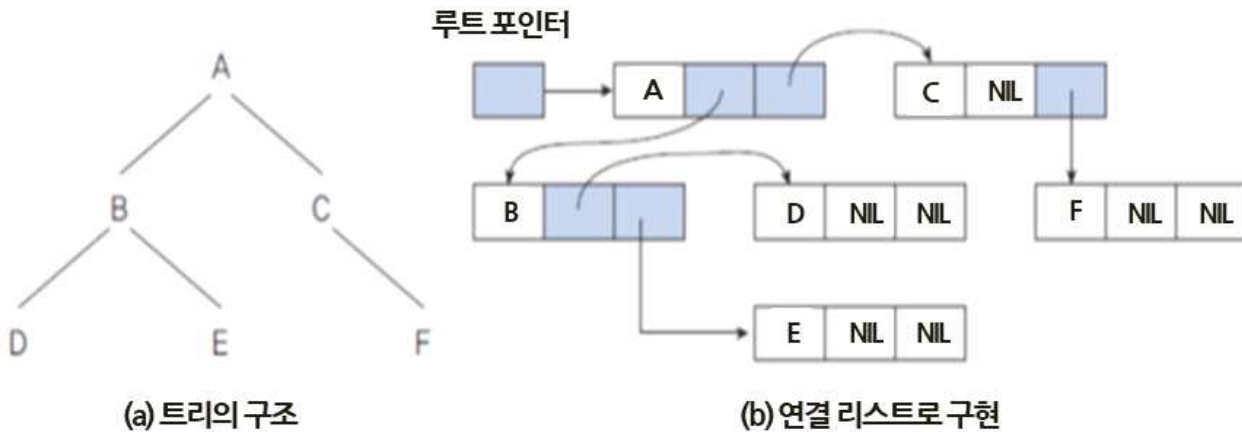 루트 포인터
A
B C
D E F
A C NIL
B D NIL NIL F NIL NIL
E NIL NIL
(a) 트리의 구조 (b) 연결 리스트로 구현